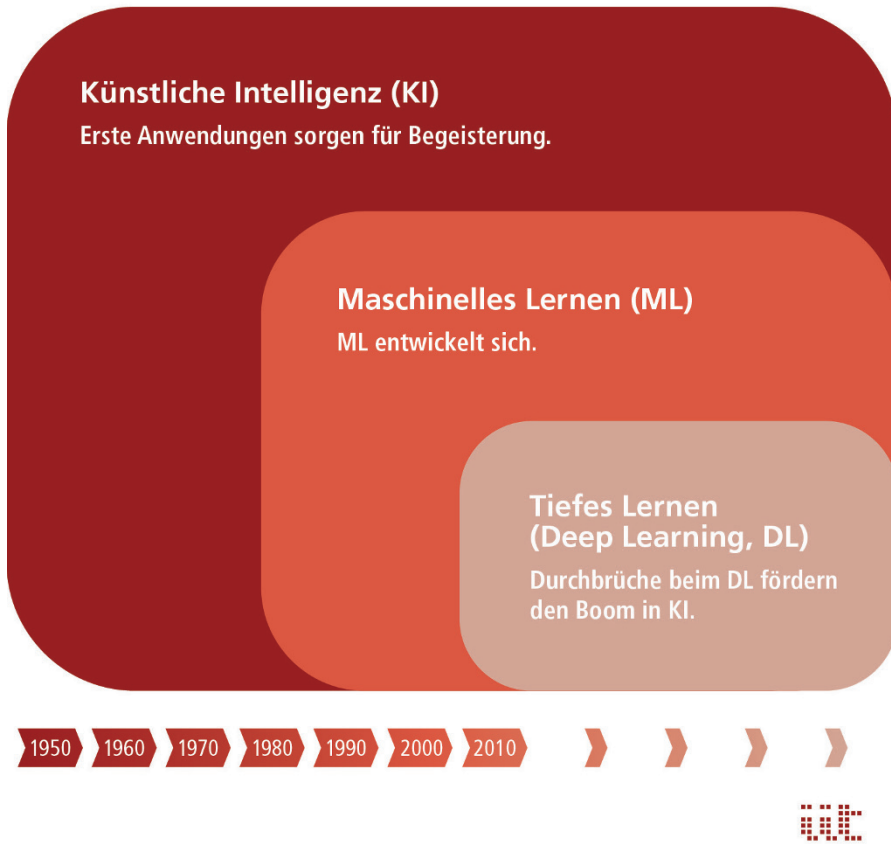 Künstliche Intelligenz (KI)
Erste Anwendungen sorgen für Begeisterung.
Maschinelles Lernen (ML)
ML entwickelt sich.
Tiefes Lernen
(Deep Learning, DL)
Durchbrüche beim DL fördern
den Boom in KI.
1950 1960 1970 1980 1990 2000 2010
üit